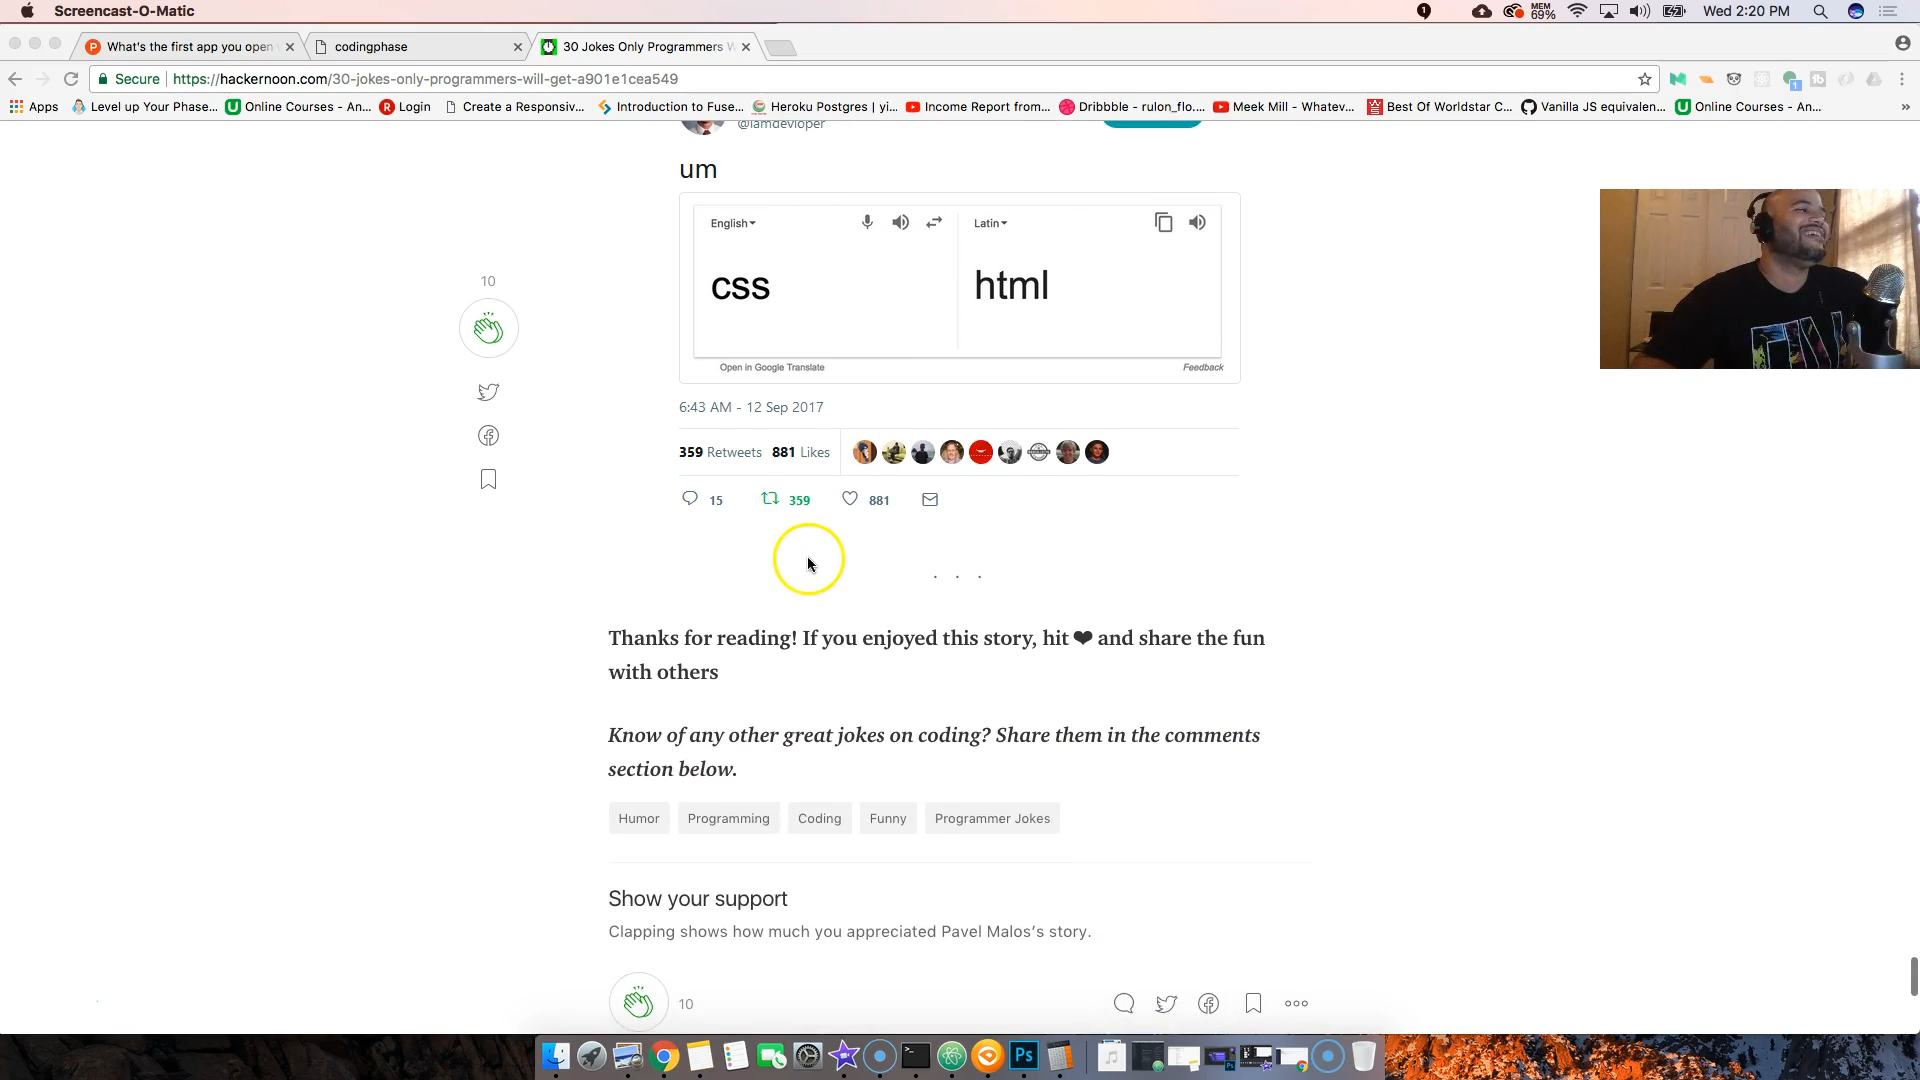 Screencast-O-Matic
1
MEM
69%
Wed 2:20 PM
What's the first app you open
codingphase
30 Jokes Only Programmers W
Secure
https://hackernoon.com/30-jokes-only-programmers-will-get-a901e1cea549
Apps
Level up Your Phase...
Online Courses - An...
Login
Create a Responsiv...
Introduction to Fuse...
Heroku Postgres | yi...
Income Report from...
Dribbble - rulon_flo....
Meek Mill - Whatev...
Best Of Worldstar C...
Vanilla JS equivalen...
Online Courses - An...
»
@iamdevloper
um
English
Latin
css
html
Open in Google Translate
Feedback
10
6:43 AM - 12 Sep 2017
359 Retweets 881 Likes
15
359
881
. . .
Thanks for reading! If you enjoyed this story, hit ❤ and share the fun
with others
Know of any other great jokes on coding? Share them in the comments
section below.
Humor
Programming
Coding
Funny
Programmer Jokes
Show your support
Clapping shows how much you appreciated Pavel Malos's story.
10
Ps